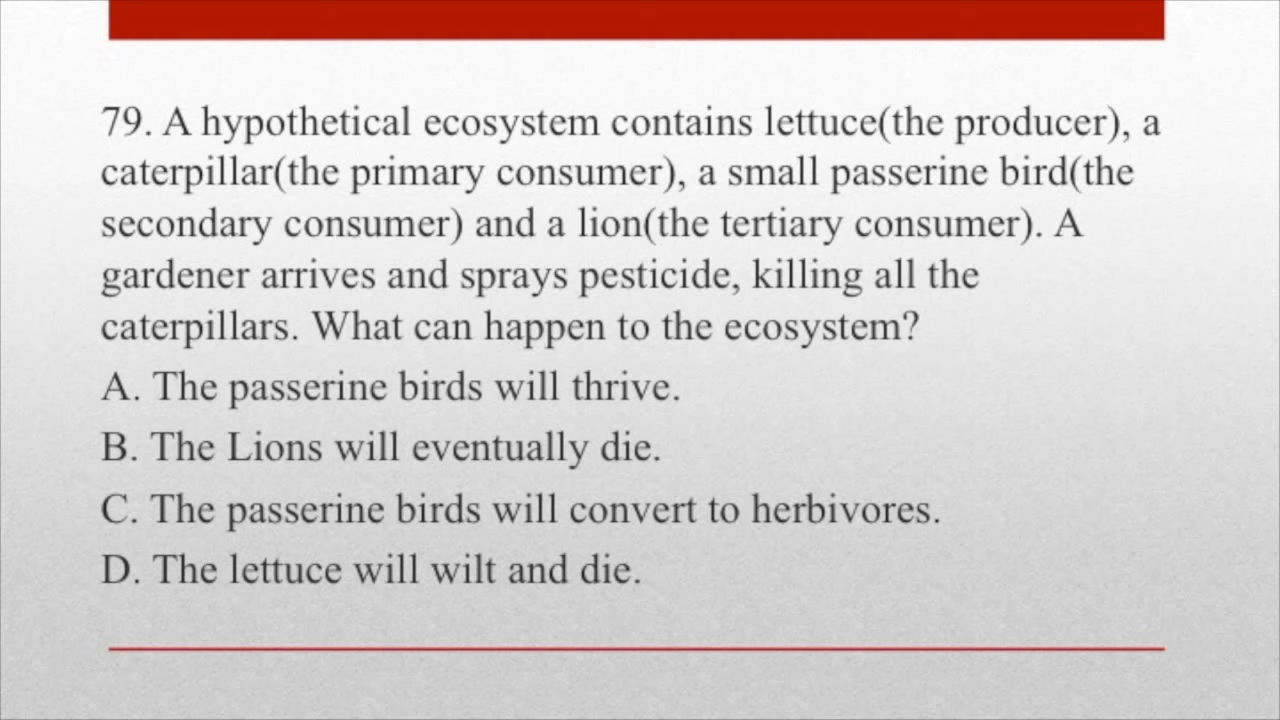 79. A hypothetical ecosystem contains lettuce(the producer), a
caterpillar(the primary consumer), a small passerine bird(the
secondary consumer) and a lion(the tertiary consumer). A
gardener arrives and sprays pesticide, killing all the
caterpillars. What can happen to the ecosystem?
A. The passerine birds will thrive.
B. The Lions will eventually die.
C. The passerine birds will convert to herbivores.
D. The lettuce will wilt and die.